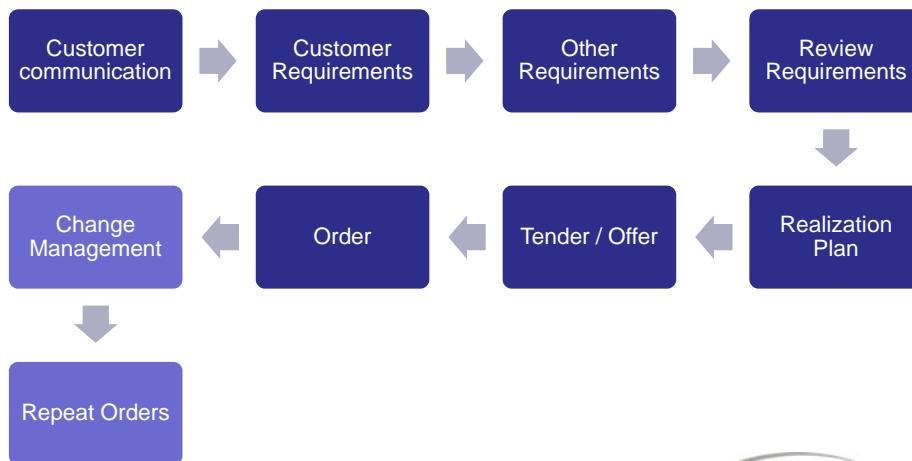 Customer
communication
Customer
Requirements
Other
Requirements
Review
Requirements
Change
Management
Order
Tender / Offer
Realization
Plan
Repeat Orders